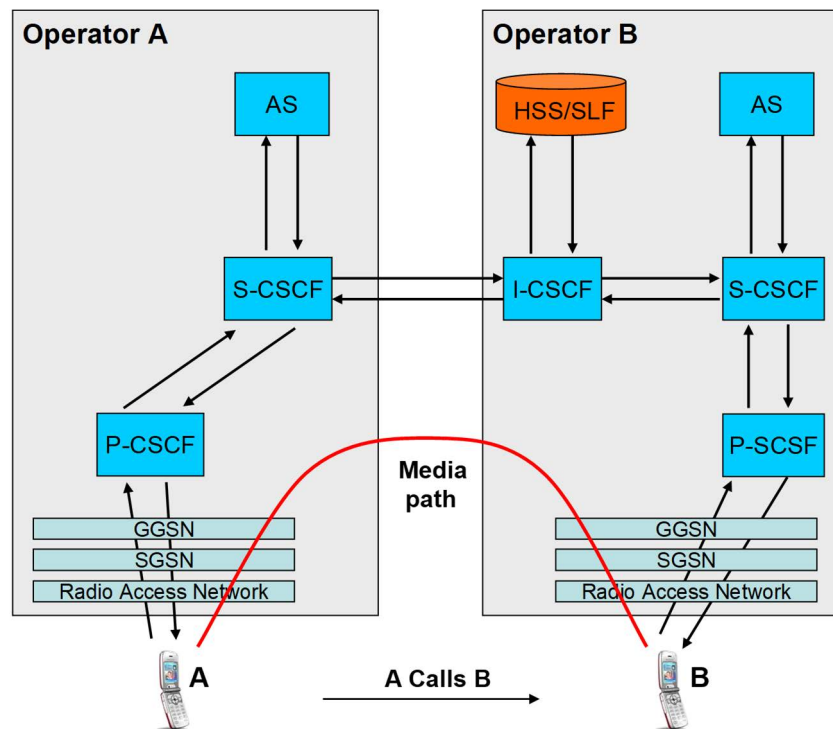 Operator A
Operator B
AS
HSS/SLF
AS
S-CSCF
I-CSCF
S-CSCF
P-CSCF
P-SCSF
Media
path
GGSN
GGSN
SGSN
SGSN
Radio Access Network
Radio Access Network
A
A Calls B
B